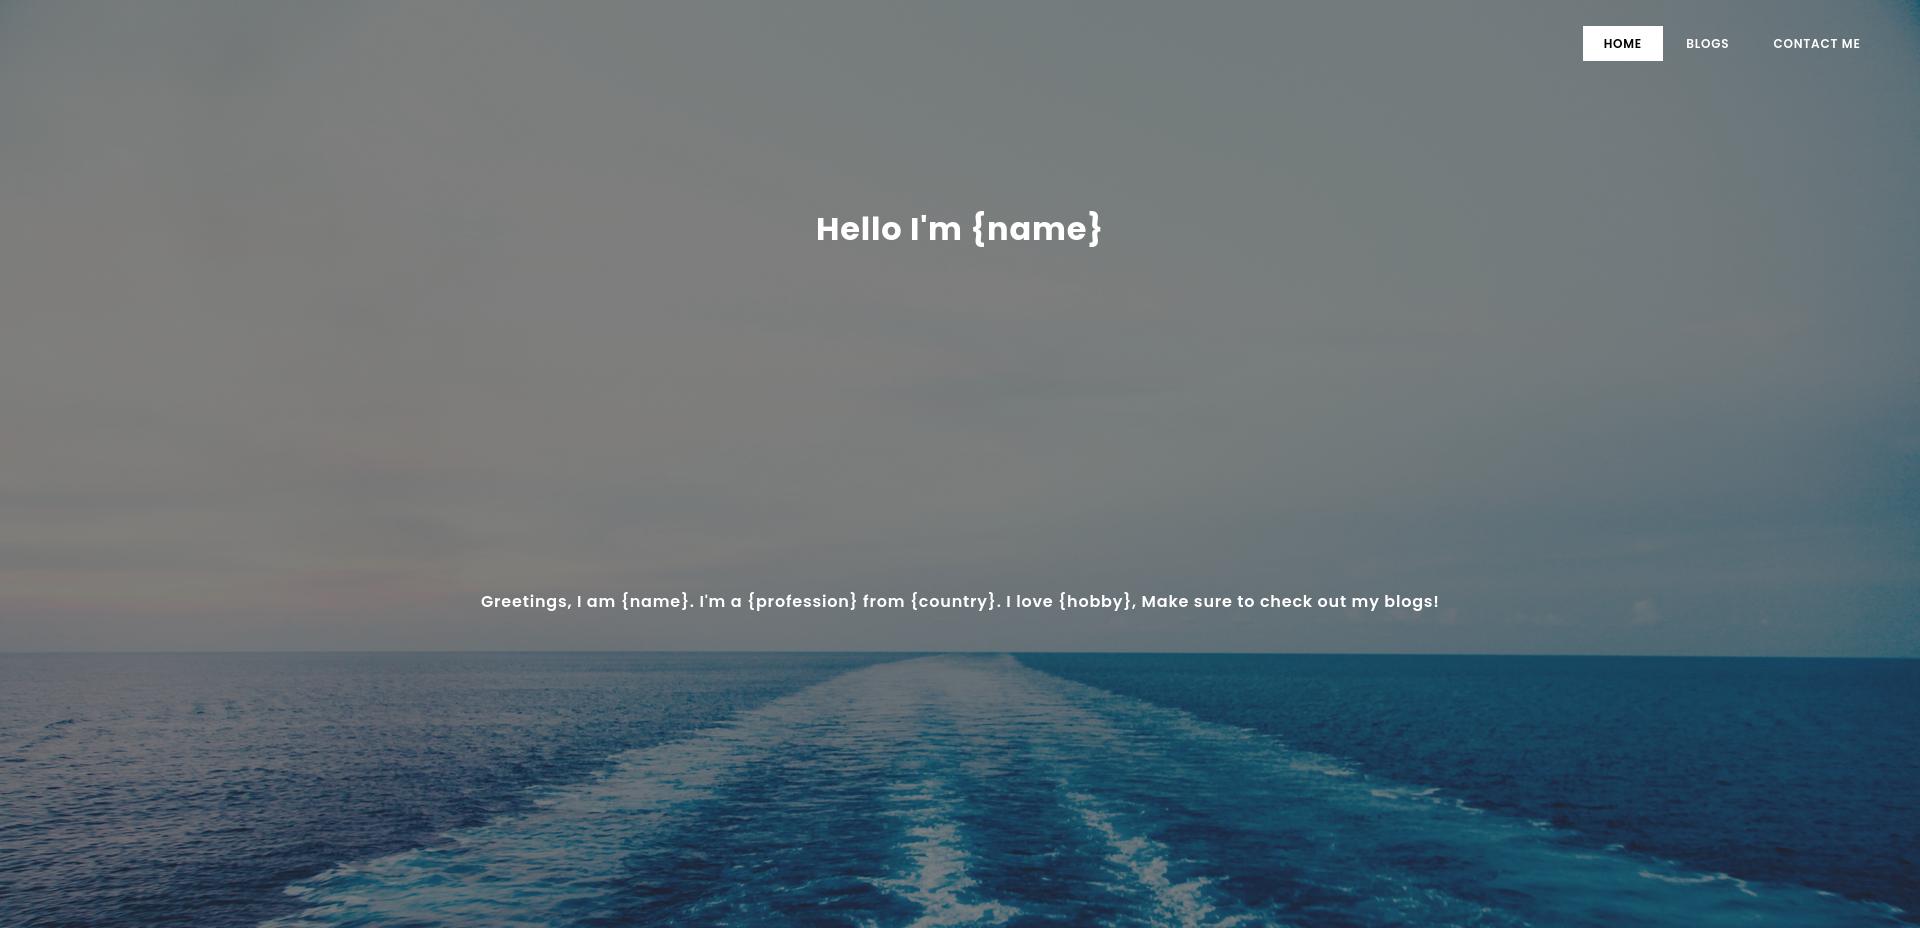 HOME BLOGS CONTACT ME
Hello I'm {name}
Greetings, I am {name}. I'm a {profession} from {country}. I love {hobby}, Make sure to check out my blogs!